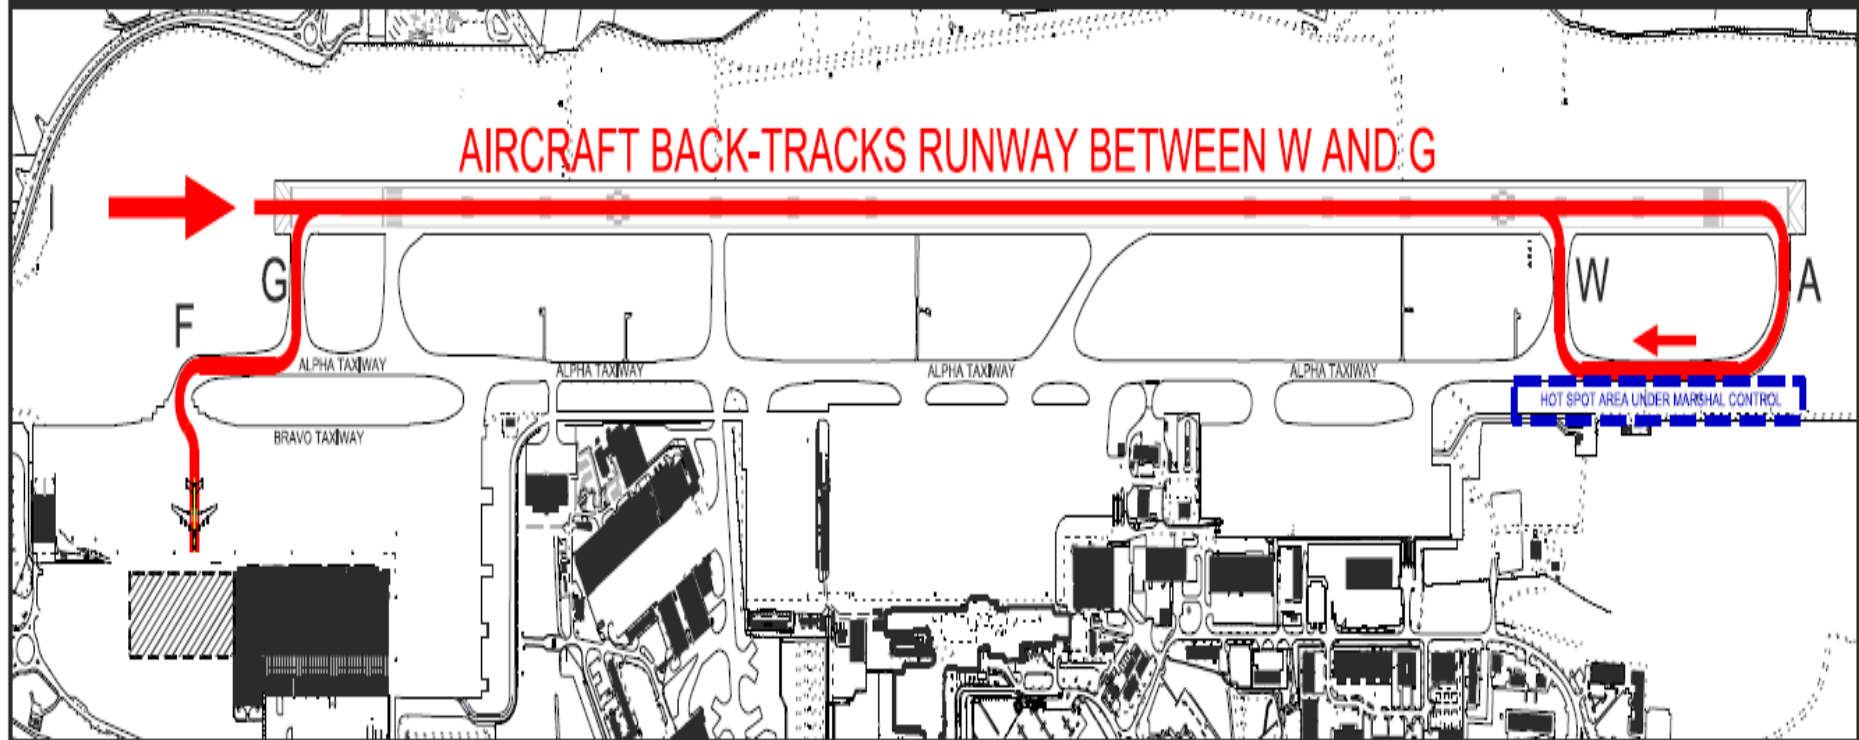 AIRCRAFT BACK-TRACKS RUNWAY BETWEEN W AND G
G
W
A
F
ALPHA TAXIWAY
ALPHA TAXIWAY
ALPHA TAXIWAY
ALPHA TAXIWAY
HOT SPOT AREA UNDER MARSHAL CONTROL
BRAVO TAXIWAY